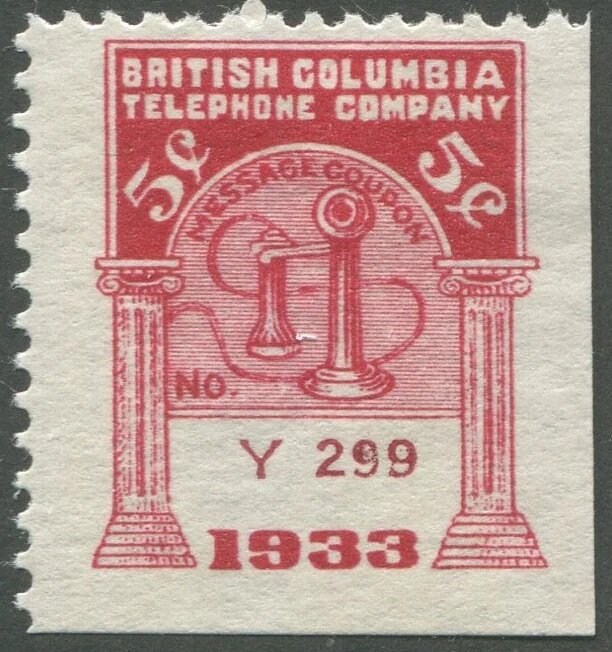 BRITISH COLUMBIA
TELEPHONE COMPANY
5¢ 5¢
MESSAGE COUPON
NO.
Y 299
1933